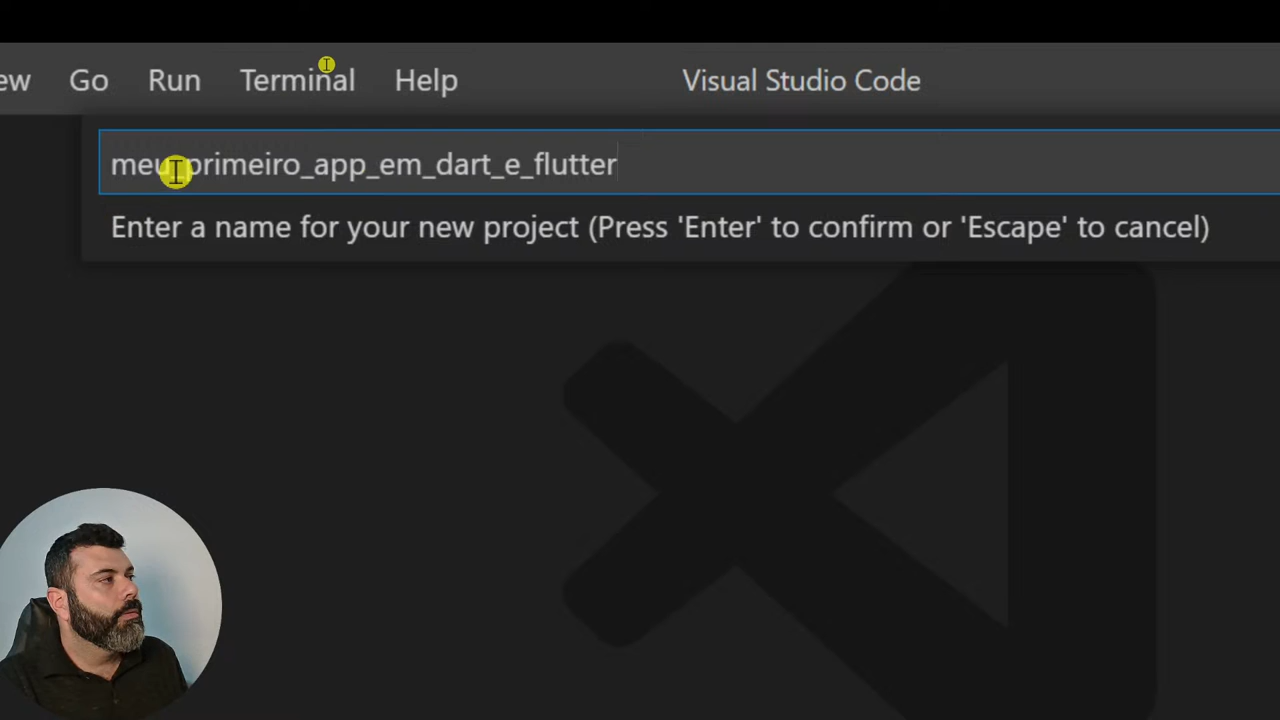 ew Go Run Terminal Help Visual Studio Code
meu_primeiro_app_em_dart_e_flutter
Enter a name for your new project (Press 'Enter' to confirm or 'Escape' to cancel)